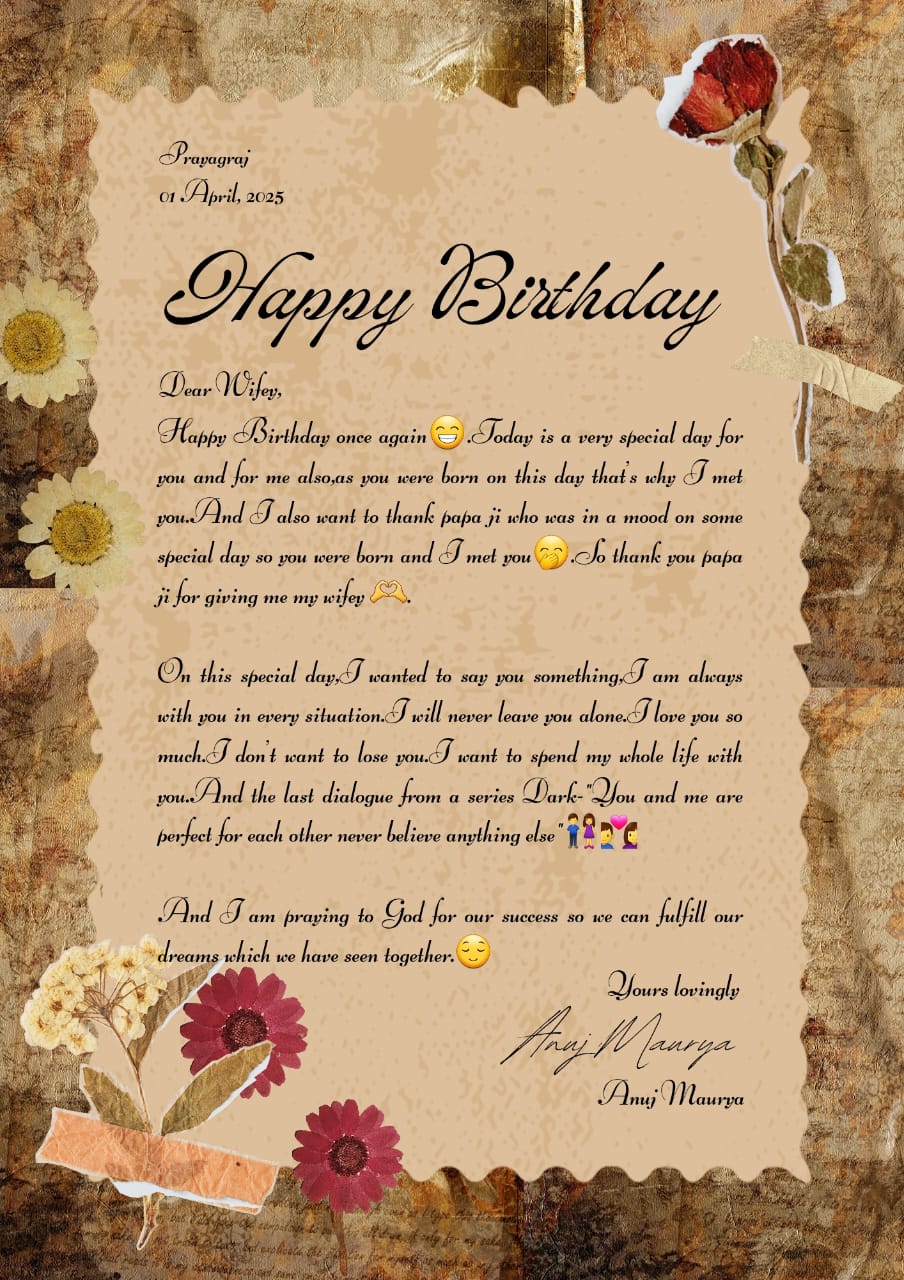 Prayagraj
01 April, 2025
Happy Birthday
Dear Wifey,
Happy Birthday once again😁.Today is a very special day for
you and for me also,as you were born on this day that's why I met
you.And I also want to thank papa ji who was in a mood on some
special day so you were born and I met you🤭.So thank you papa
ji for giving me my wifey 🫶.
On this special day,I wanted to say you something,I am always
with you in every situation.I will never leave you alone.I love you so
much.I don't want to lose you.I want to spend my whole life with
you.And the last dialogue from a series Dark-"You and me are
perfect for each other never believe anything else"👫💑
And I am praying to God for our success so we can fulfill our
dreams which we have seen together.😌
Yours lovingly
Anuj Maurya
Anuj Maurya